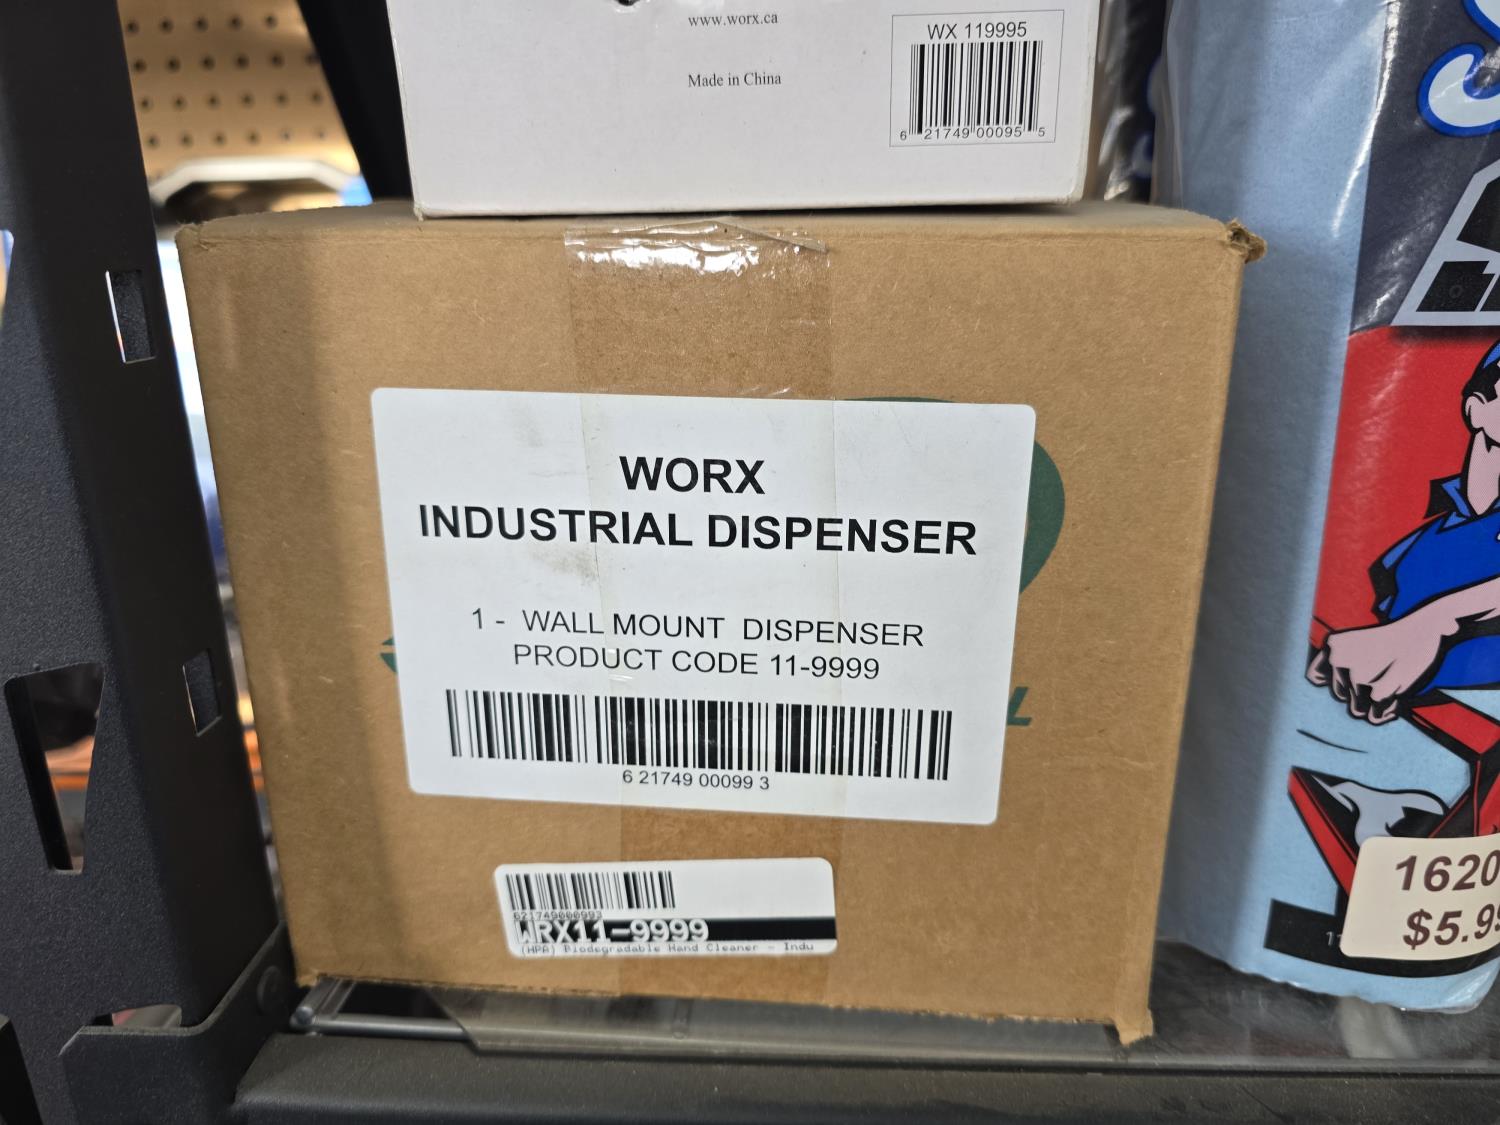 www.worx.ca
Made in China
WX 119995
6 21749 00095 5
WORX
INDUSTRIAL DISPENSER
1 - WALL MOUNT DISPENSER
PRODUCT CODE 11-9999
6 21749 00099 3
L
621749000993
WRX11-9999
(HPA) Biodegradable Hand Cleaner - Indu
1620
$5.9